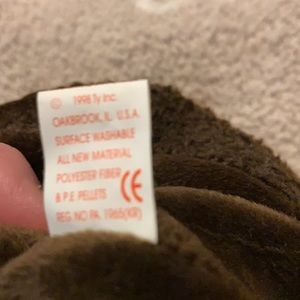 © 1998 Ty Inc.
OAKBROOK, IL. U.S.A.
SURFACE WASHABLE
ALL NEW MATERIAL
POLYESTER FIBER
& P.E. PELLETS CE
REG. NO PA. 1965(KR)